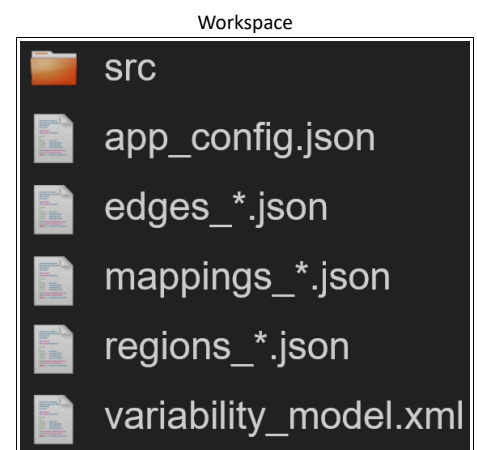 Workspace
src
app_config.json
edges_*.json
mappings_*.json
regions_*.json
variability_model.xml